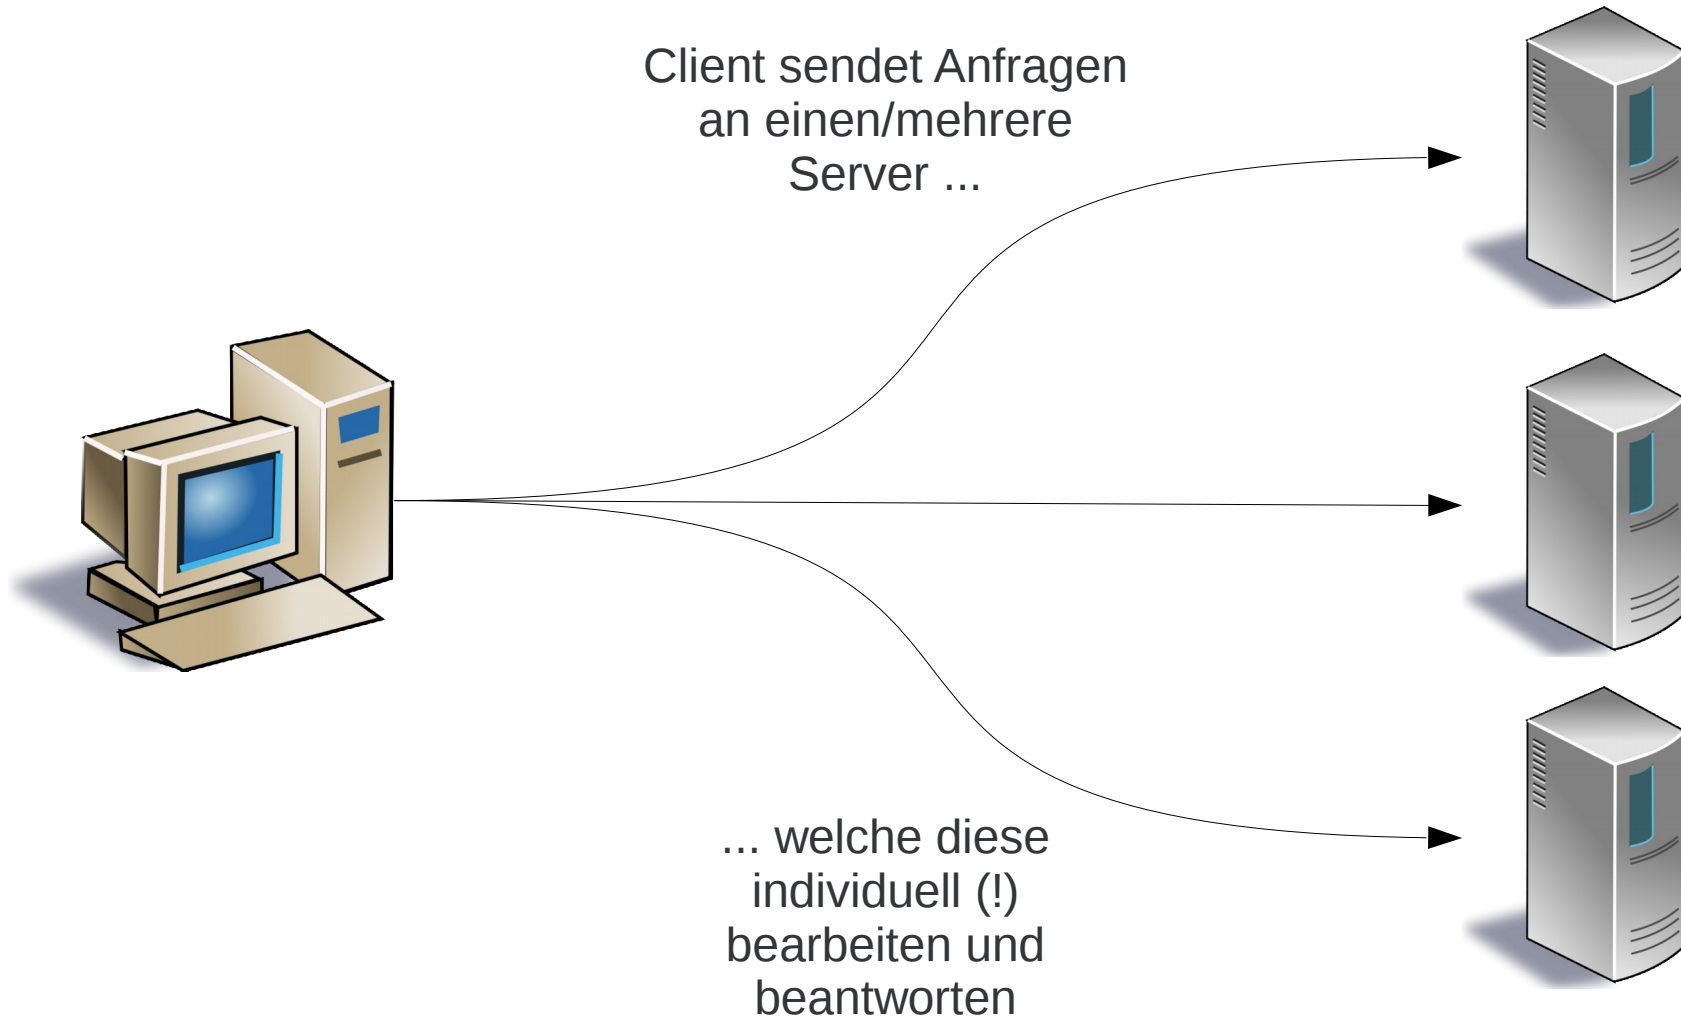 Client sendet Anfragen
an einen/mehrere
Server ...
... welche diese
individuell (!)
bearbeiten und
beantworten